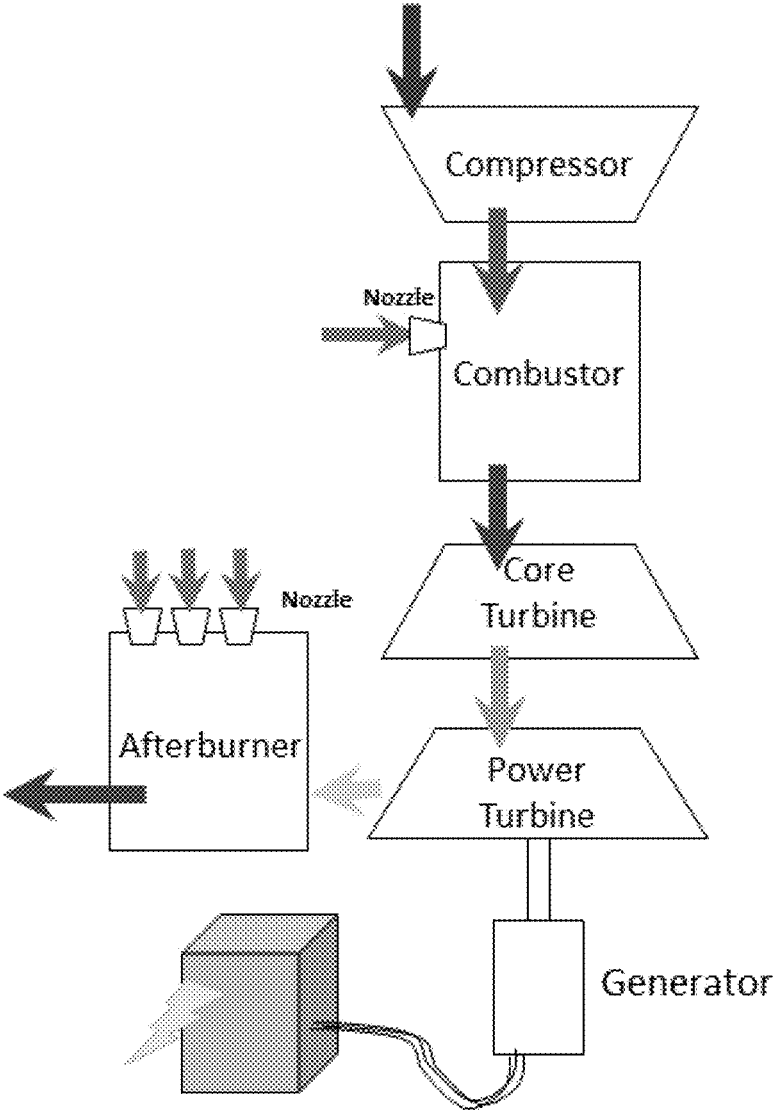 Compressor
Nozzle
Combustor
Core
Turbine
Nozzle
Afterburner
Power
Turbine
Generator